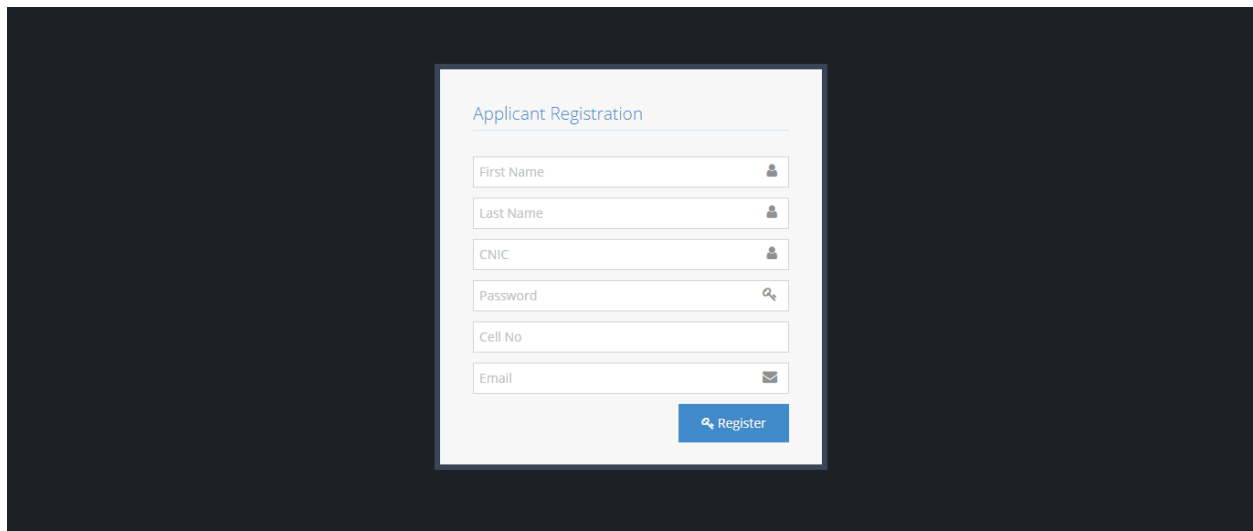 Applicant Registration
First Name
Last Name
CNIC
Password
Cell No
Email
Register